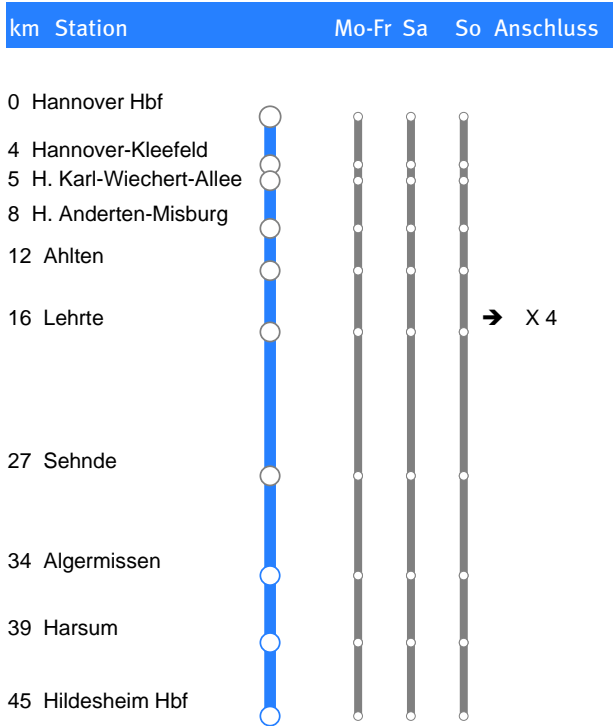 km Station Mo-Fr Sa So Anschluss
0 Hannover Hbf
4 Hannover-Kleefeld
5 H. Karl-Wiechert-Allee
8 H. Anderten-Misburg
12 Ahlten
16 Lehrte ➔ X 4
27 Sehnde
34 Algermissen
39 Harsum
45 Hildesheim Hbf